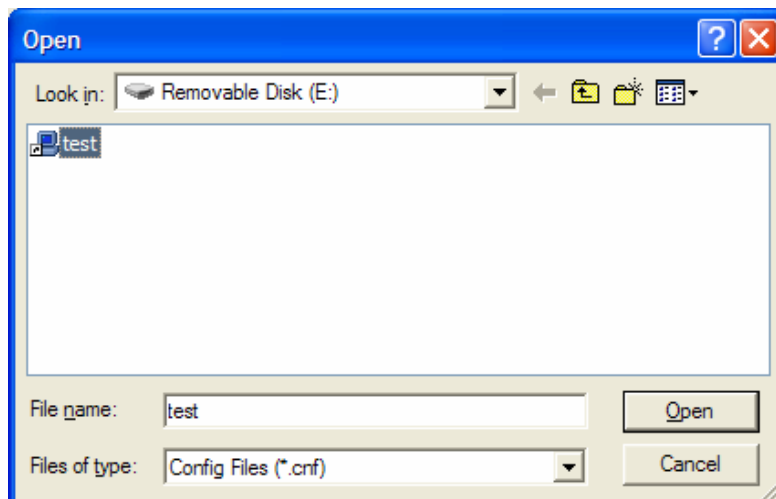 Open
Look in: Removable Disk (E:)
test
File name: test Open
Files of type: Config Files (*.cnf) Cancel